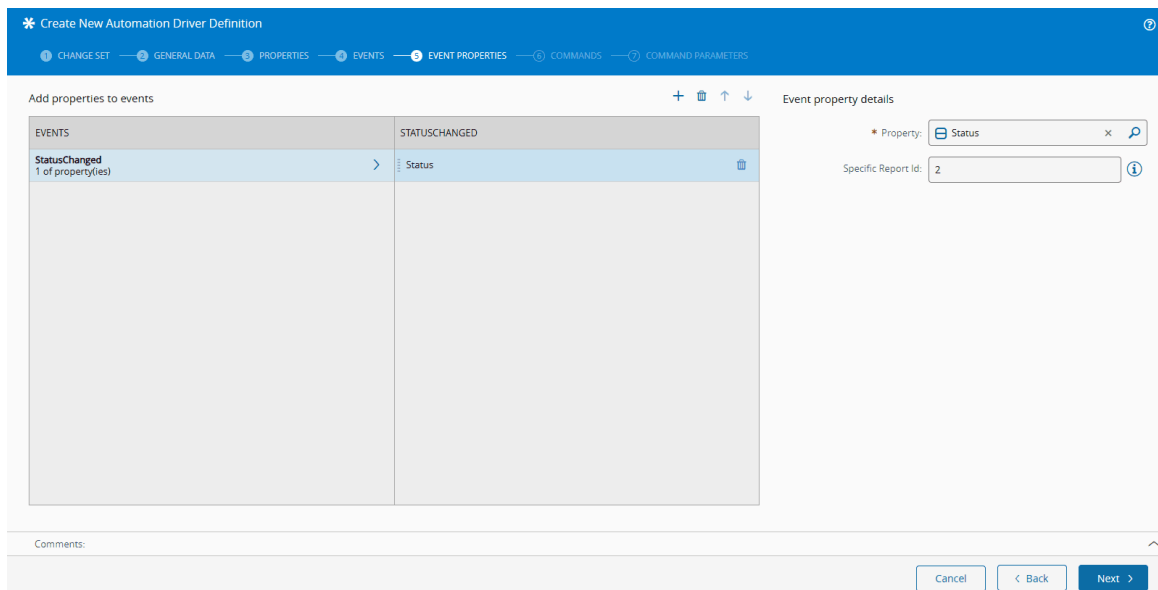 Create New Automation Driver Definition
1 CHANGE SET 2 GENERAL DATA 3 PROPERTIES 4 EVENTS 5 EVENT PROPERTIES 6 COMMANDS 7 COMMAND PARAMETERS
Add properties to events
Event property details
EVENTS
STATUSCHANGED
StatusChanged
1 of property(ies)
Status
* Property: Status
Specific Report Id: 2
Comments:
Cancel
Back
Next